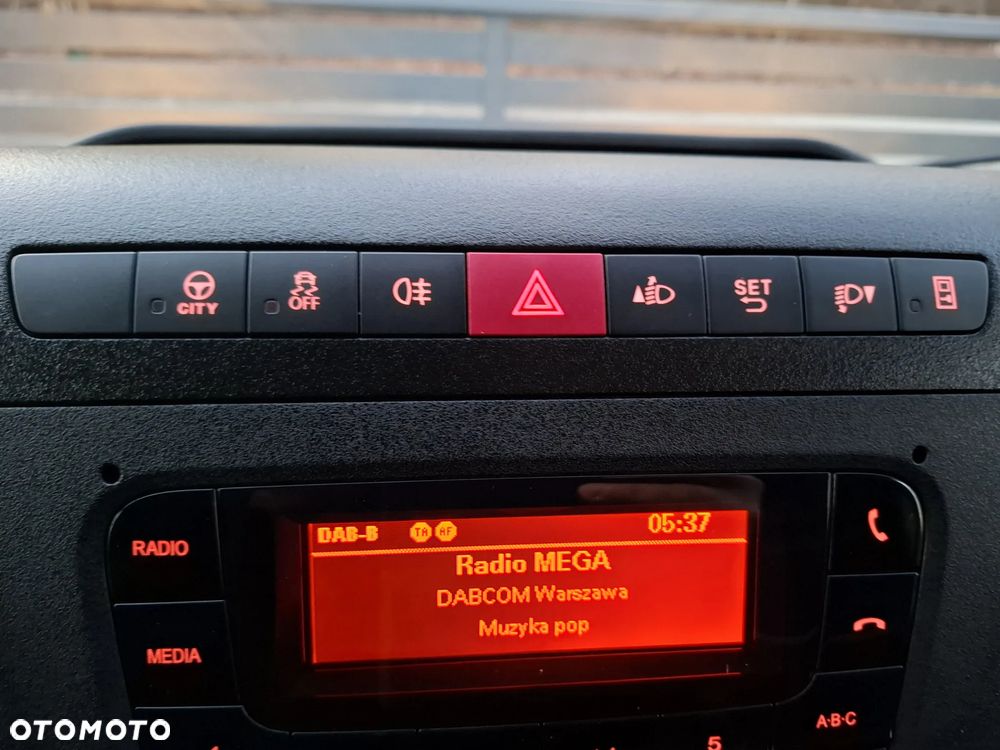 CITY
OFF
SET
DAB-B TA AF 05:37
Radio MEGA
DABCOM Warszawa
Muzyka pop
RADIO
MEDIA
A·B·C
5
OTOMOTO